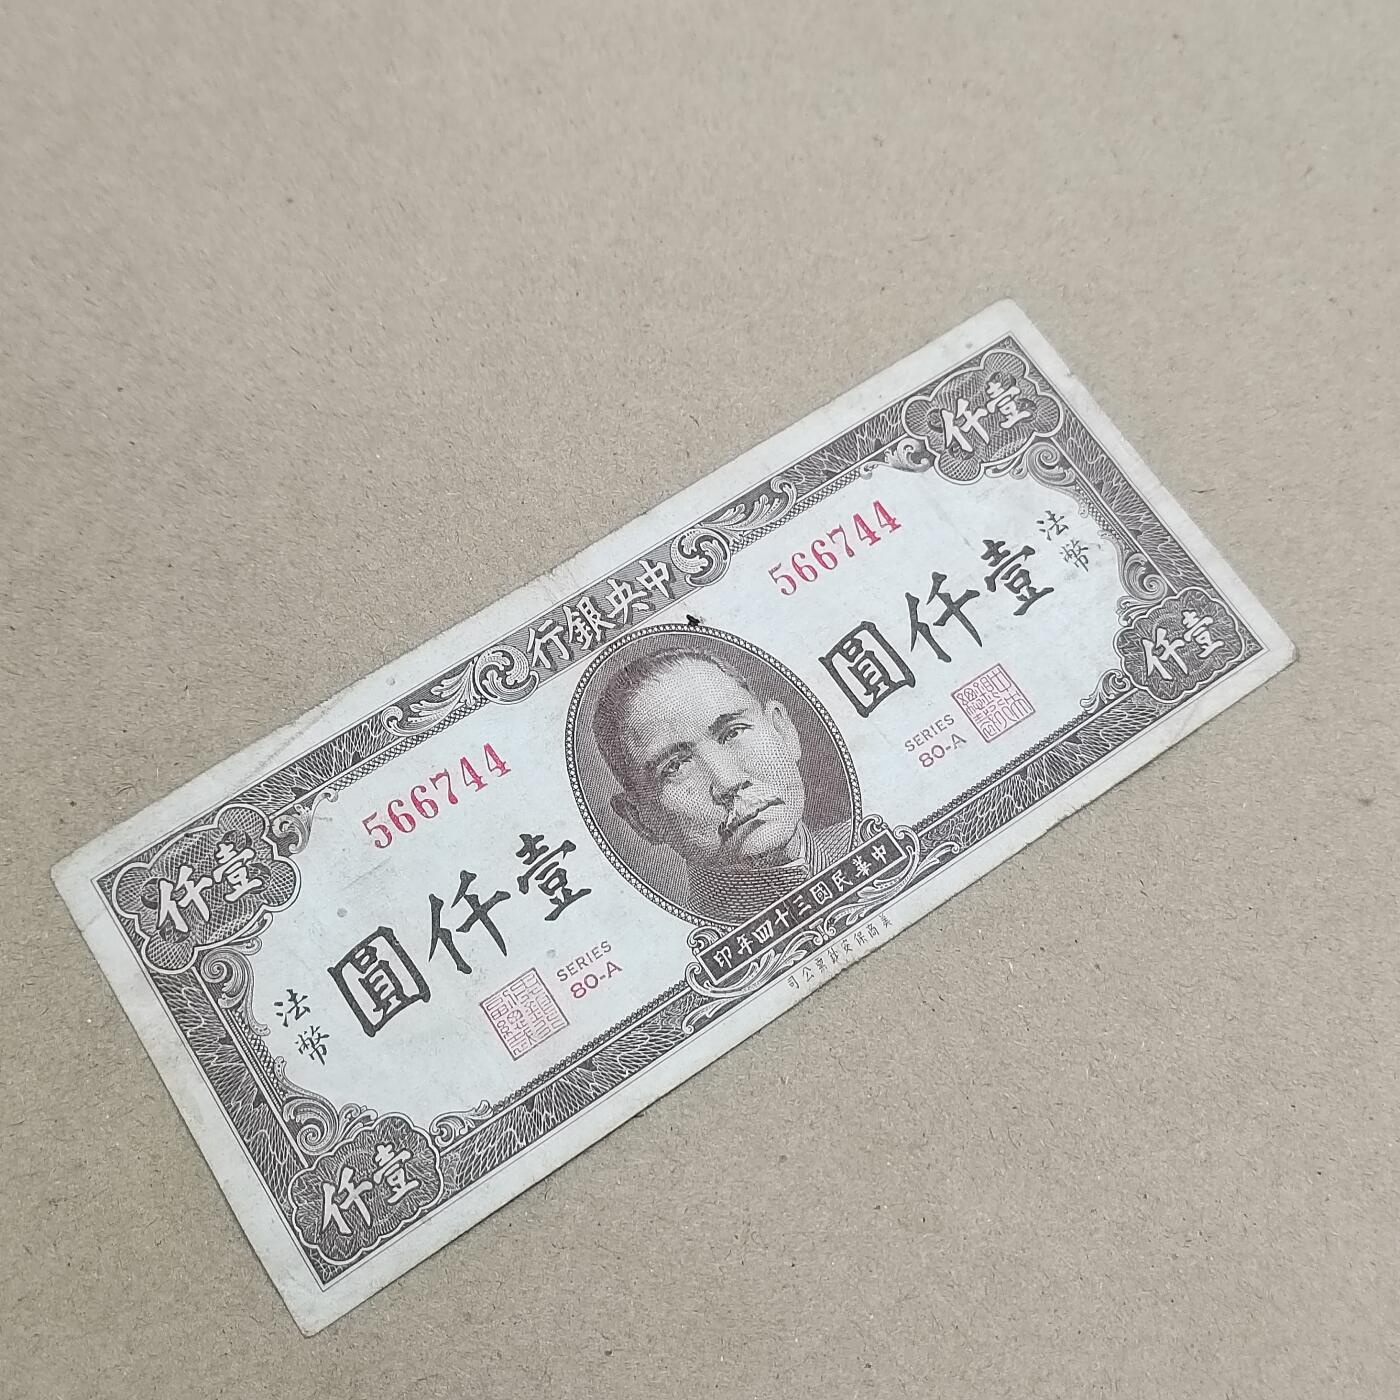 中央銀行
壹仟
壹仟
566744
566744
壹仟圓
壹仟圓
法幣
法幣
SERIES
80-A
SERIES
80-A
壹仟
壹仟
中華民國三十四年印
美商保安鈔票公司